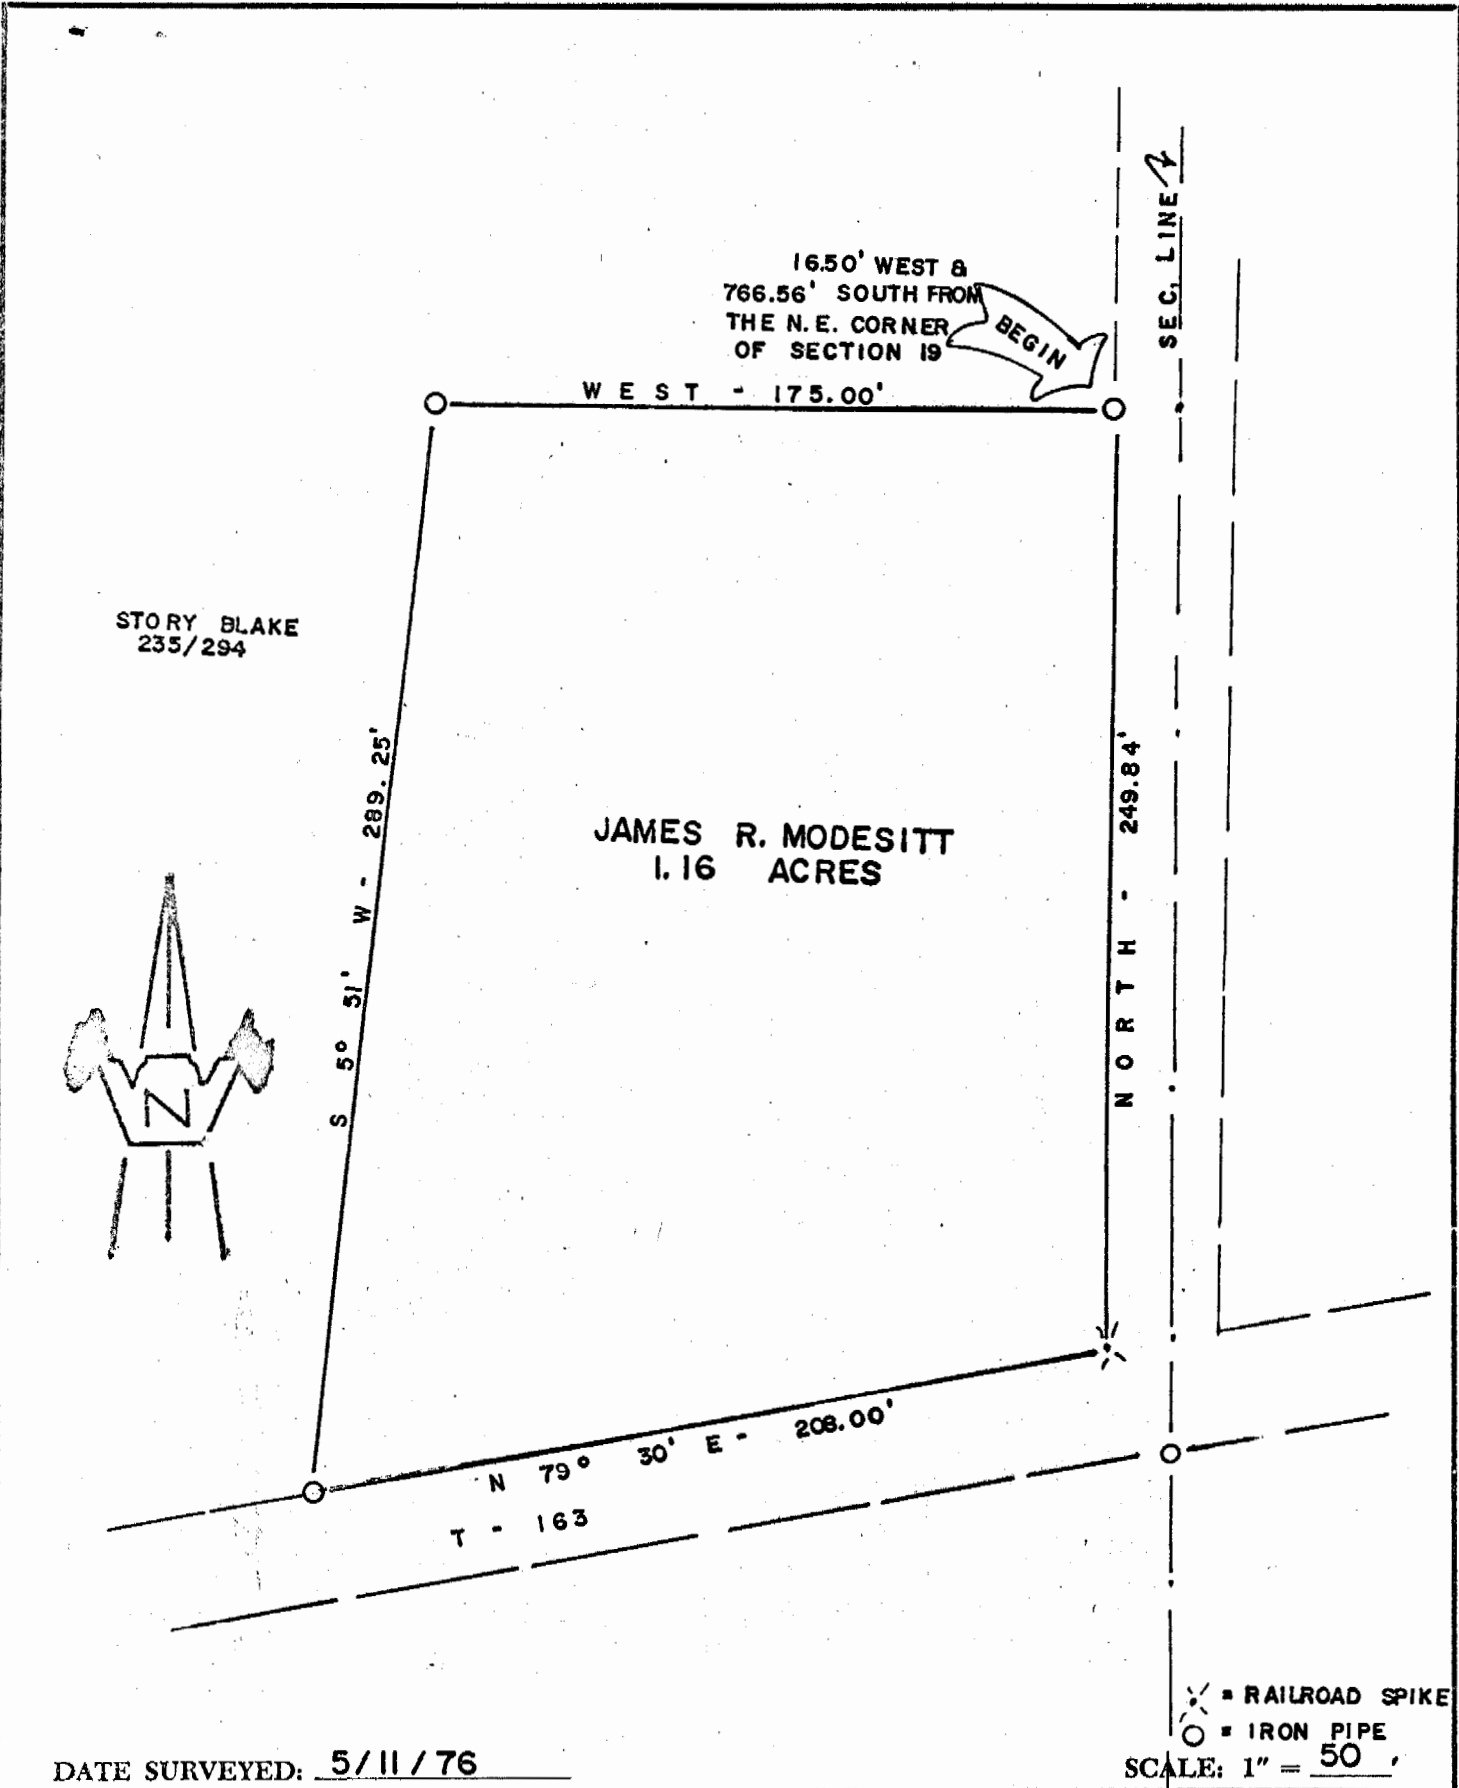 SEC. LINE
16.50' WEST &
766.56' SOUTH FROM
THE N.E. CORNER
OF SECTION 19
BEGIN
WEST - 175.00'
STORY BLAKE
235/294
S 5° 51' W - 289.25'
JAMES R. MODESITT
1.16 ACRES
NORTH - 249.84'
N
N 79° 30' E - 208.00'
T - 163
= RAILROAD SPIKE
= IRON PIPE
DATE SURVEYED: 5/11/76
SCALE: 1" = 50'